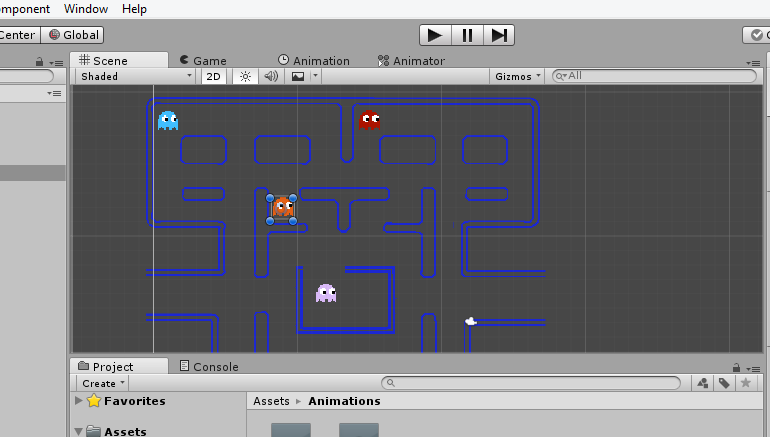 omponent Window Help
Center Global
Scene Game Animation Animator
Shaded 2D Gizmos All
Project Console
Create
Favorites Assets ▸ Animations
Assets